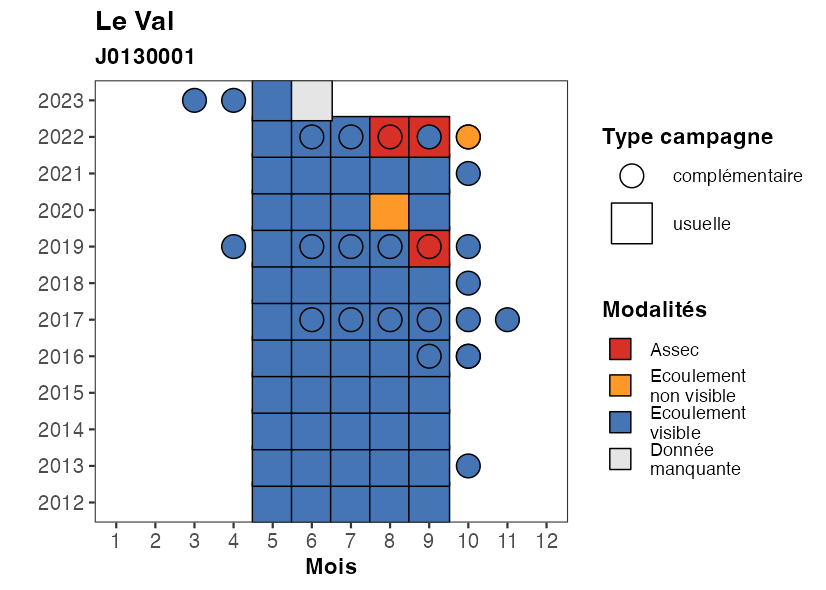 Le Val
J0130001
2023
2022
2021
2020
2019
2018
2017
2016
2015
2014
2013
2012
1 2 3 4 5 6 7 8 9 10 11 12
Mois
Type campagne
complémentaire
usuelle
Modalités
Assec
Ecoulement
non visible
Ecoulement
visible
Donnée
manquante